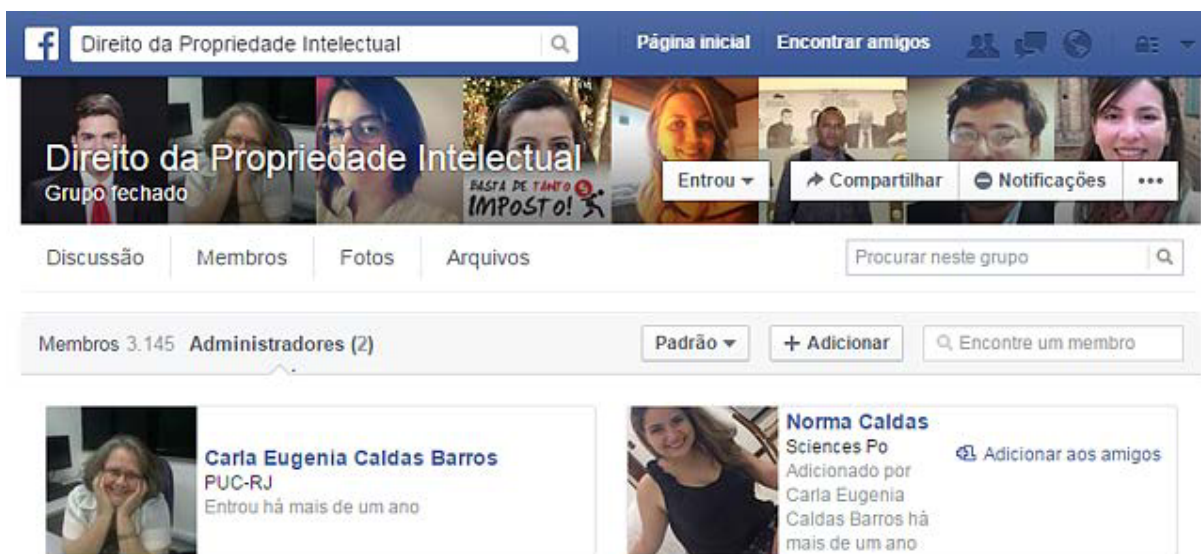 f Direito da Propriedade Intelectual Página inicial Encontrar amigos
Direito da Propriedade Intelectual
Grupo fechado
BASTA DE TANTO
IMPOSTO!
Entrou Compartilhar Notificações
Discussão Membros Fotos Arquivos Procurar neste grupo
Membros 3.145 Administradores (2) Padrão + Adicionar Encontre um membro
Carla Eugenia Caldas Barros
PUC-RJ
Entrou há mais de um ano
Norma Caldas
Sciences Po
Adicionar aos amigos
Adicionado por
Carla Eugenia
Caldas Barros há
mais de um ano